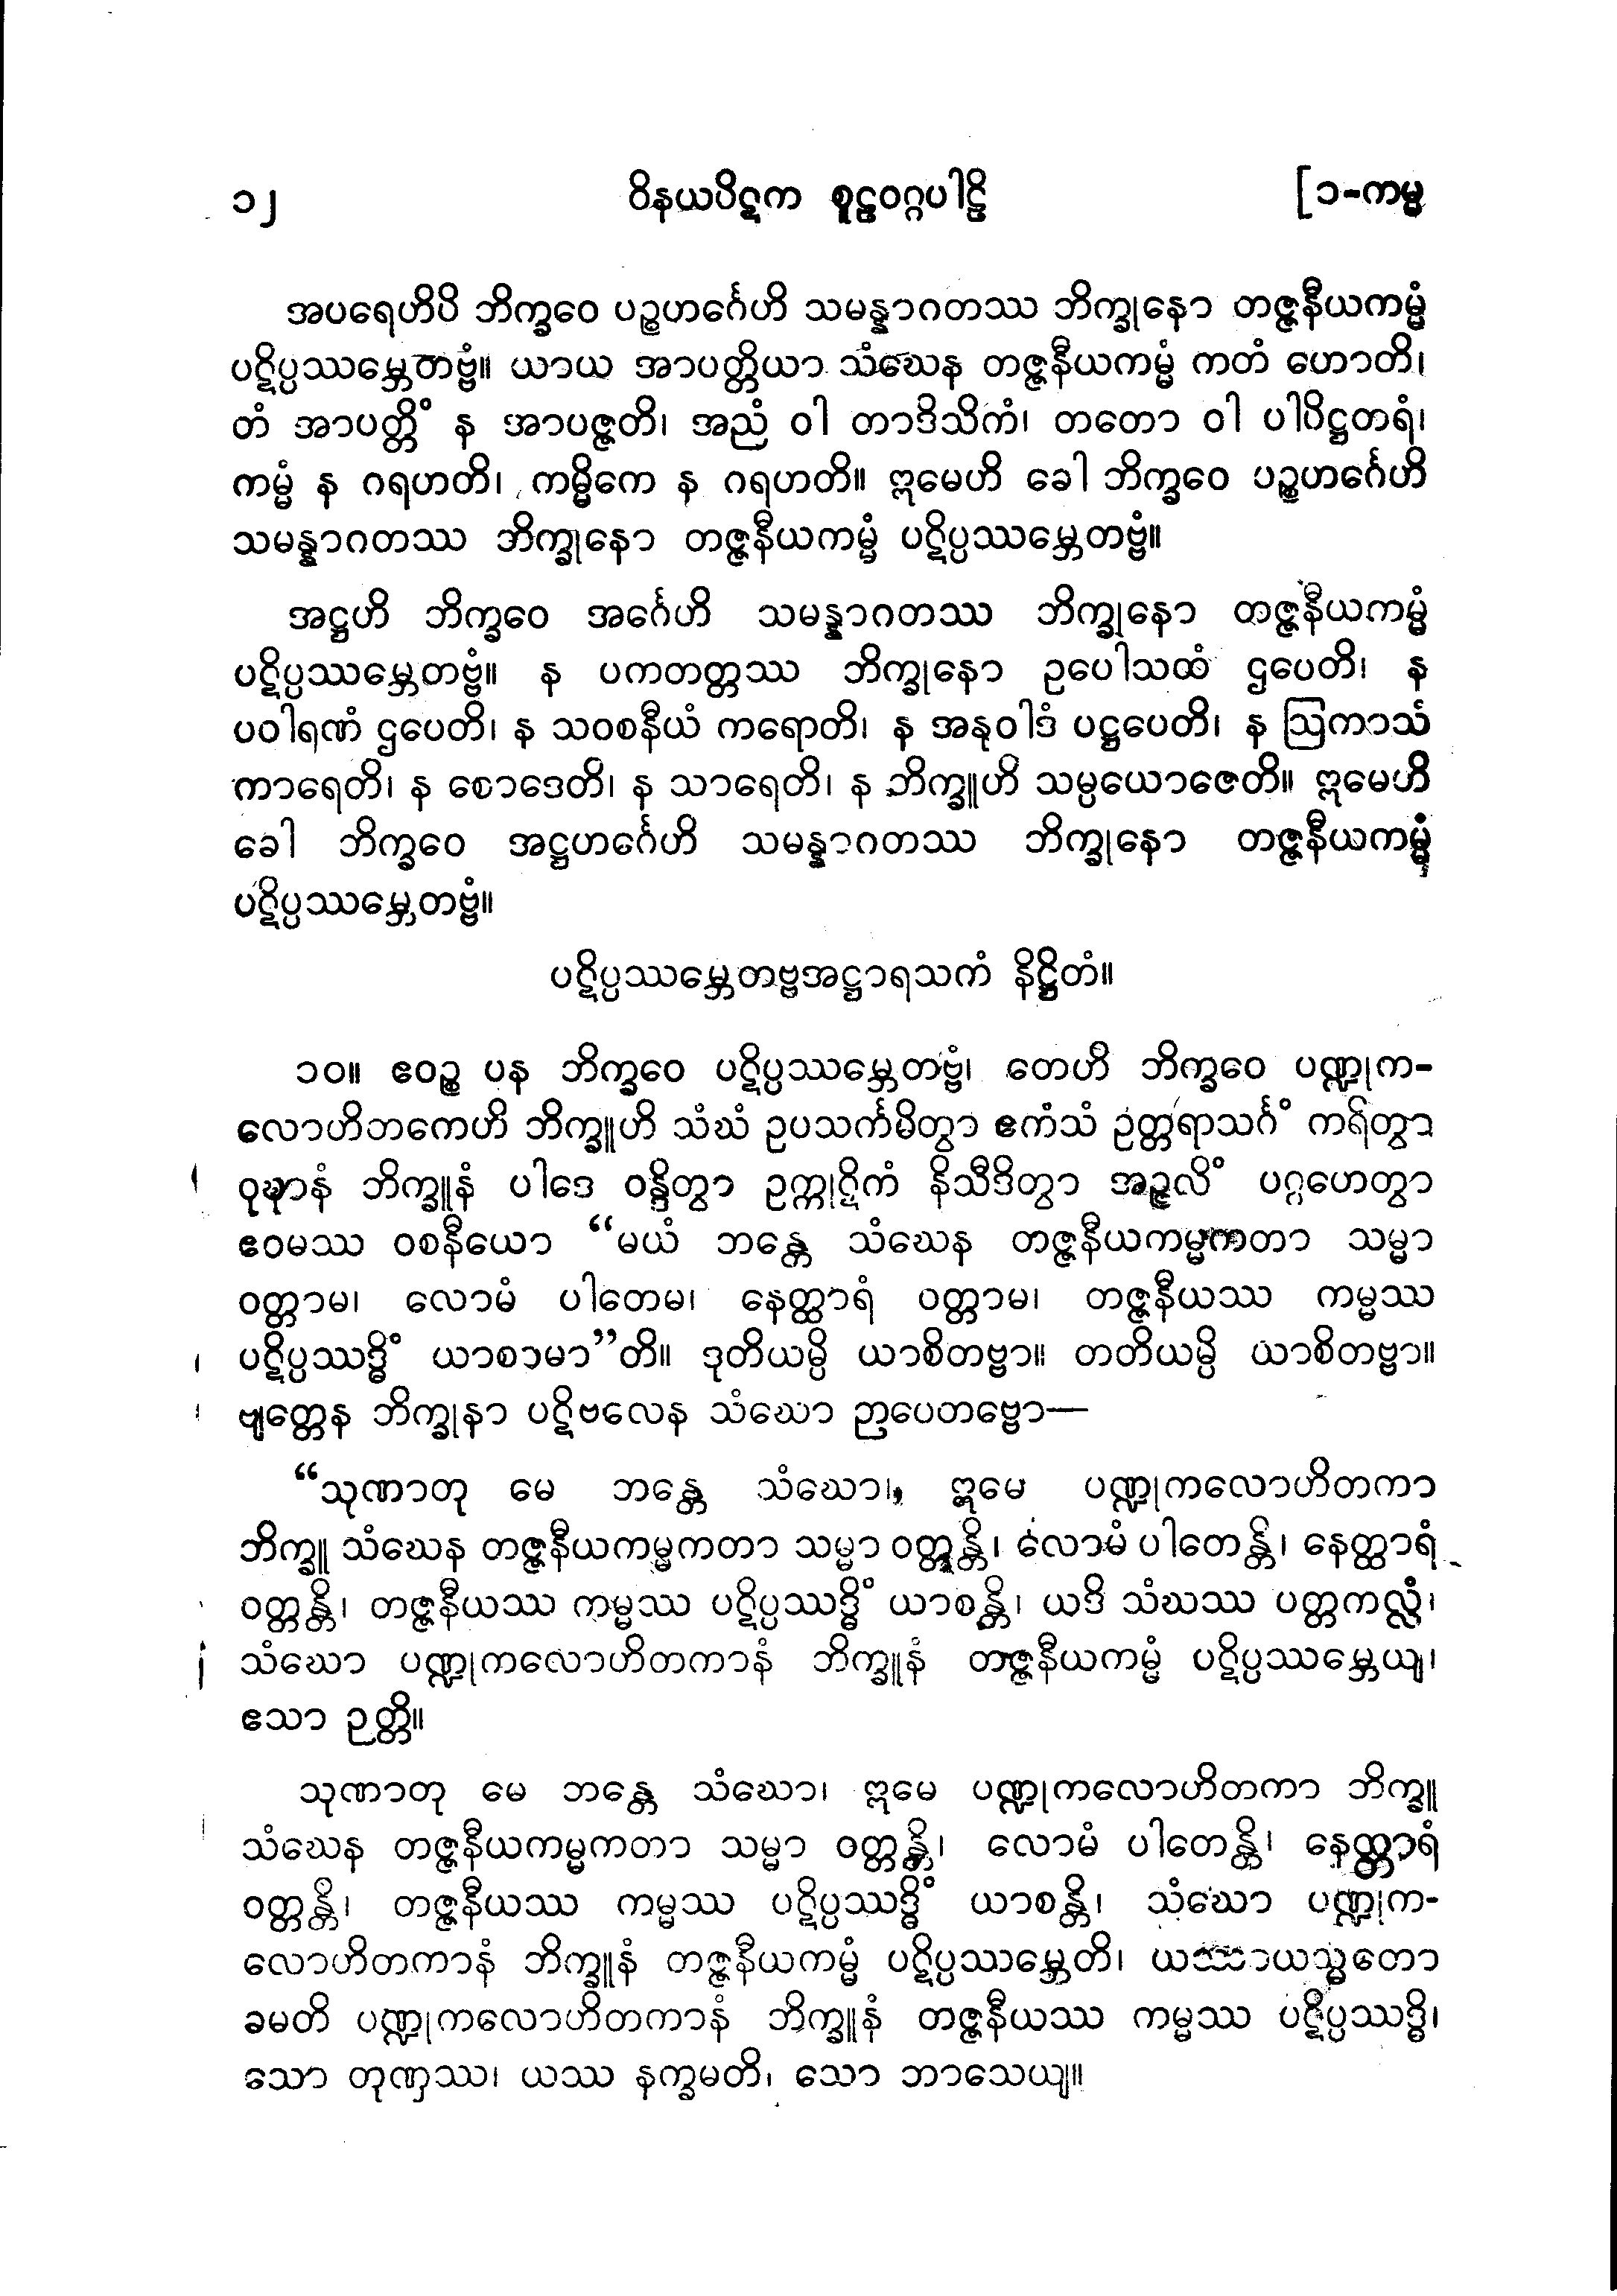 ၁၂ ဝိနယပိဋက စူဠဝဂ္ဂပါဠိ [၁-ကမ္မ
အပရေဟိပိ ဘိက္ခဝေ ပဉ္စဟင်္ဂေဟိ သမန္နာဂတဿ ဘိက္ခုနော တဇ္ဇနီယကမ္မံ
ပဋိပ္ပဿမ္ဘေတဗ္ဗံ။ ယာယ အာပတ္တိယာ သံဃေန တဇ္ဇနီယကမ္မံ ကတံ ဟောတိ၊
တံ အာပတ္တိံ န အာပဇ္ဇတိ၊ အညံ ဝါ တာဒိသိကံ၊ တတော ဝါ ပါပိဋ္ဌတရံ၊
ကမ္မံ န ဂရဟတိ၊ ကမ္မိကေ န ဂရဟတိ။ ဣမေဟိ ခေါ ဘိက္ခဝေ ပဉ္စဟင်္ဂေဟိ
သမန္နာဂတဿ ဘိက္ခုနော တဇ္ဇနီယကမ္မံ ပဋိပ္ပဿမ္ဘေတဗ္ဗံ။
အဋ္ဌဟိ ဘိက္ခဝေ အင်္ဂေဟိ သမန္နာဂတဿ ဘိက္ခုနော တဇ္ဇနီယကမ္မံ
ပဋိပ္ပဿမ္ဘေတဗ္ဗံ။ န ပကတတ္တဿ ဘိက္ခုနော ဥပေါသထံ ဌပေတိ၊ န
ပဝါရဏံ ဌပေတိ၊ န သဝစနီယံ ကရောတိ၊ န အနုဝါဒံ ပဋ္ဌပေတိ၊ န ဩကာသံ
ကာရေတိ၊ န စောဒေတိ၊ န သာရေတိ၊ န ဘိက္ခူဟိ သမ္ပယောဇေတိ။ ဣမေဟိ
ခေါ ဘိက္ခဝေ အဋ္ဌဟင်္ဂေဟိ သမန္နာဂတဿ ဘိက္ခုနော တဇ္ဇနီယကမ္မံ
ပဋိပ္ပဿမ္ဘေတဗ္ဗံ။
ပဋိပ္ပဿမ္ဘေတဗ္ဗအဋ္ဌာရသကံ နိဋ္ဌိတံ။
၁၀။ ဧဝဉ္စ ပန ဘိက္ခဝေ ပဋိပ္ပဿမ္ဘေတဗ္ဗံ၊ တေဟိ ဘိက္ခဝေ ပဏ္ဍုက-
လောဟိဘကေဟိ ဘိက္ခူဟိ သံဃံ ဥပသင်္ကမိတွာ ဧကံသံ ဥတ္တရာသင်္ဂံ ကရိတွာ
ဝုဍ္ဎာနံ ဘိက္ခူနံ ပါဒေ ဝန္ဒိတွာ ဥက္ကုဋိကံ နိသီဒိတွာ အဉ္ဇလိံ ပဂ္ဂဟေတွာ
ဧဝမဿ ဝစနီယော “မယံ ဘန္တေ သံဃေန တဇ္ဇနီယကမ္မကတာ သမ္မာ
ဝတ္တာမ၊ လောမံ ပါတေမ၊ နေတ္ထာရံ ဝတ္တာမ၊ တဇ္ဇနီယဿ ကမ္မဿ
ပဋိပ္ပဿဒ္ဓိံ ယာစာမာ”တိ။ ဒုတိယမ္ပိ ယာစိတဗ္ဗာ။ တတိယမ္ပိ ယာစိတဗ္ဗာ။
ဗျတ္တေန ဘိက္ခုနာ ပဋိဗလေန သံဃော ဉာပေတဗ္ဗော—
“သုဏာတု မေ ဘန္တေ သံဃော၊ ဣမေ ပဏ္ဍုကလောဟိတကာ
ဘိက္ခူ သံဃေန တဇ္ဇနီယကမ္မကတာ သမ္မာ ဝတ္တန္တိ၊ လောမံ ပါတေန္တိ၊ နေတ္ထာရံ
ဝတ္တန္တိ၊ တဇ္ဇနီယဿ ကမ္မဿ ပဋိပ္ပဿဒ္ဓိံ ယာစန္တိ၊ ယဒိ သံဃဿ ပတ္တကလ္လံ၊
သံဃော ပဏ္ဍုကလောဟိတကာနံ ဘိက္ခူနံ တဇ္ဇနီယကမ္မံ ပဋိပ္ပဿမ္ဘေယျ၊
ဧသာ ဉတ္တိ။
သုဏာတု မေ ဘန္တေ သံဃော၊ ဣမေ ပဏ္ဍုကလောဟိတကာ ဘိက္ခူ
သံဃေန တဇ္ဇနီယကမ္မကတာ သမ္မာ ဝတ္တန္တိ၊ လောမံ ပါတေန္တိ၊ နေတ္ထာရံ
ဝတ္တန္တိ၊ တဇ္ဇနီယဿ ကမ္မဿ ပဋိပ္ပဿဒ္ဓိံ ယာစန္တိ၊ သံဃော ပဏ္ဍုက-
လောဟိတကာနံ ဘိက္ခူနံ တဇ္ဇနီယကမ္မံ ပဋိပ္ပဿမ္ဘေတိ၊ ယဿာယသ္မတော
ခမတိ ပဏ္ဍုကလောဟိတကာနံ ဘိက္ခူနံ တဇ္ဇနီယဿ ကမ္မဿ ပဋိပ္ပဿဒ္ဓိ၊
သော တုဏှဿ၊ ယဿ နက္ခမတိ၊ သော ဘာသေယျ။